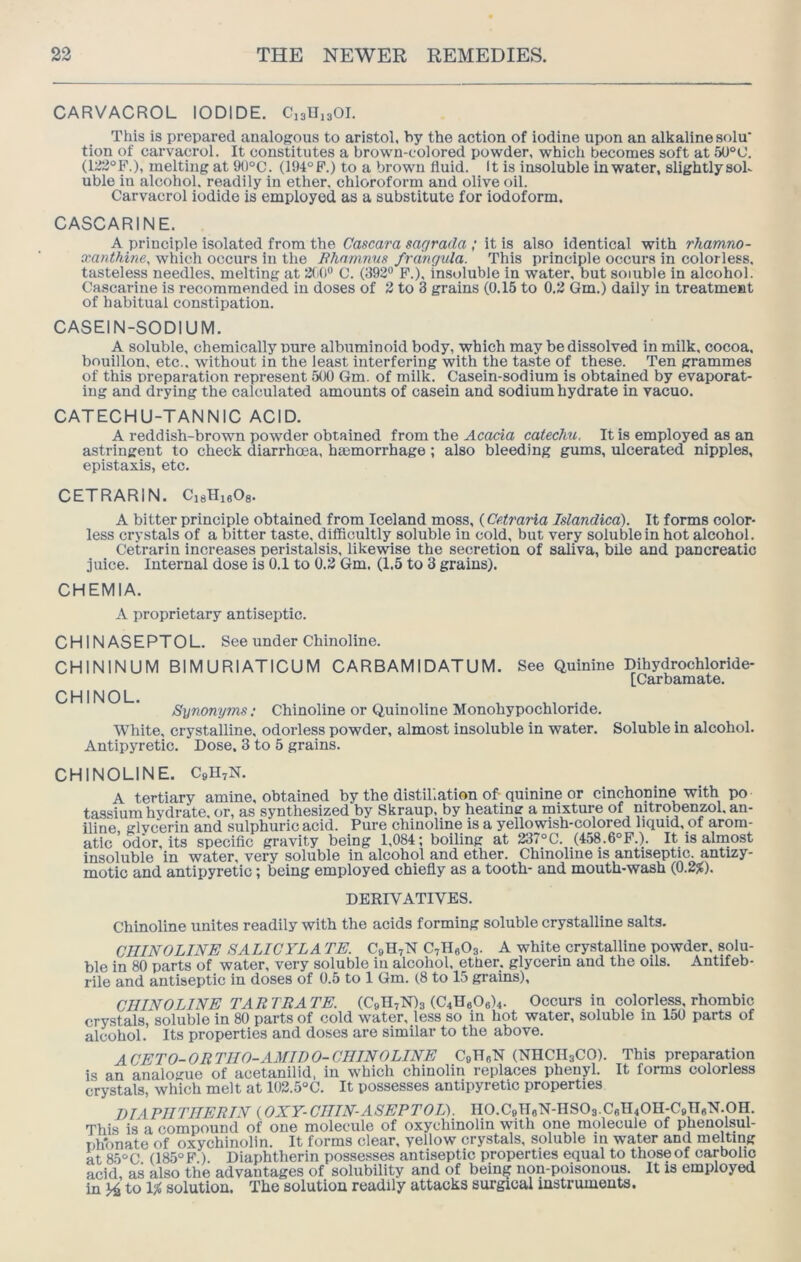 22 THE NEWER REMEDIES.
CARVACROL IODIDE. C₁₃H₁₃OI.
This is prepared analogous to aristol, by the action of iodine upon an alkaline solu'
tion of carvacrol. It constitutes a brown-colored powder, which becomes soft at 50°C.
(122°F.), melting at 90°C. (194°F.) to a brown fluid. It is insoluble in water, slightly sol-
uble in alcohol, readily in ether, chloroform and olive oil.
Carvacrol iodide is employed as a substitute for iodoform.
CASCARINE.
A principle isolated from the Cascara sagrada ; it is also identical with rhamno-
xanthine, which occurs in the Rhamnus frangula. This principle occurs in colorless,
tasteless needles, melting at 200° C. (392° F.), insoluble in water, but soluble in alcohol.
Cascarine is recommended in doses of 2 to 3 grains (0.15 to 0.2 Gm.) daily in treatment
of habitual constipation.
CASEIN-SODIUM.
A soluble, chemically pure albuminoid body, which may be dissolved in milk, cocoa,
bouillon, etc., without in the least interfering with the taste of these. Ten grammes
of this preparation represent 500 Gm. of milk. Casein-sodium is obtained by evaporat-
ing and drying the calculated amounts of casein and sodium hydrate in vacuo.
CATECHU-TANNIC ACID.
A reddish-brown powder obtained from the Acacia catechu. It is employed as an
astringent to check diarrhœa, hæmorrhage ; also bleeding gums, ulcerated nipples,
epistaxis, etc.
CETRARIN. C₁₈H₁₆O₈.
A bitter principle obtained from Iceland moss, (Cetraria Islandica). It forms color-
less crystals of a bitter taste, difficultly soluble in cold, but very soluble in hot alcohol.
Cetrarin increases peristalsis, likewise the secretion of saliva, bile and pancreatic
juice. Internal dose is 0.1 to 0.2 Gm. (1.5 to 3 grains).
CHEMIA.
A proprietary antiseptic.
CHINASEPTOL. See under Chinoline.
CHININUM BIMURIATICUM CARBAMIDATUM. See Quinine Dihydrochloride-
[Carbamate.
CHINOL.
Synonyms: Chinoline or Quinoline Monohypochloride.
White, crystalline, odorless powder, almost insoluble in water. Soluble in alcohol.
Antipyretic. Dose, 3 to 5 grains.
CHINOLINE. C₉H₇N.
A tertiary amine, obtained by the distillation of quinine or cinchonine with po
tassium hydrate, or, as synthesized by Skraup, by heating a mixture of nitrobenzol, an-
iline, glycerin and sulphuric acid. Pure chinoline is a yellowish-colored liquid, of arom-
atic odor, its specific gravity being 1.084; boiling at 237°C. (458.6°F.). It is almost
insoluble in water, very soluble in alcohol and ether. Chinoline is antiseptic, antizy-
motic and antipyretic; being employed chiefly as a tooth- and mouth-wash (0.2%).
DERIVATIVES.
Chinoline unites readily with the acids forming soluble crystalline salts.
CHINOLINE SALICYLATE. C₉H₇N C₇H₆O₃. A white crystalline powder, solu-
ble in 80 parts of water, very soluble in alcohol, ether, glycerin and the oils. Antifeb-
rile and antiseptic in doses of 0.5 to 1 Gm. (8 to 15 grains),
CHINOLINE TARTRATE. (C₉H₇N)₃ (C₄H₆O₆)₄. Occurs in colorless, rhombic
crystals, soluble in 80 parts of cold water, less so in hot water, soluble in 150 parts of
alcohol. Its properties and doses are similar to the above.
ACETO-ORTHO-AMIDO-CHINOLINE C₉H₆N (NHCH₃CO). This preparation
is an analogue of acetanilid, in which chinolin replaces phenyl. It forms colorless
crystals, which melt at 102.5°C. It possesses antipyretic properties
DIAPHTHERIN (OXY-CHIN-ASEPTOL). HO.C₉H₆N-HSO₃.C₆H₄OH-C₉H₆N.OH.
This is a compound of one molecule of oxychinolin with one molecule of phenolsul-
phonate of oxychinolin. It forms clear, yellow crystals, soluble in water and melting
at 85°C. (185°F.). Diaphtherin possesses antiseptic properties equal to those of carbolic
acid, as also the advantages of solubility and of being non-poisonous. It is employed
in ½ to 1% solution. The solution readily attacks surgical instruments.